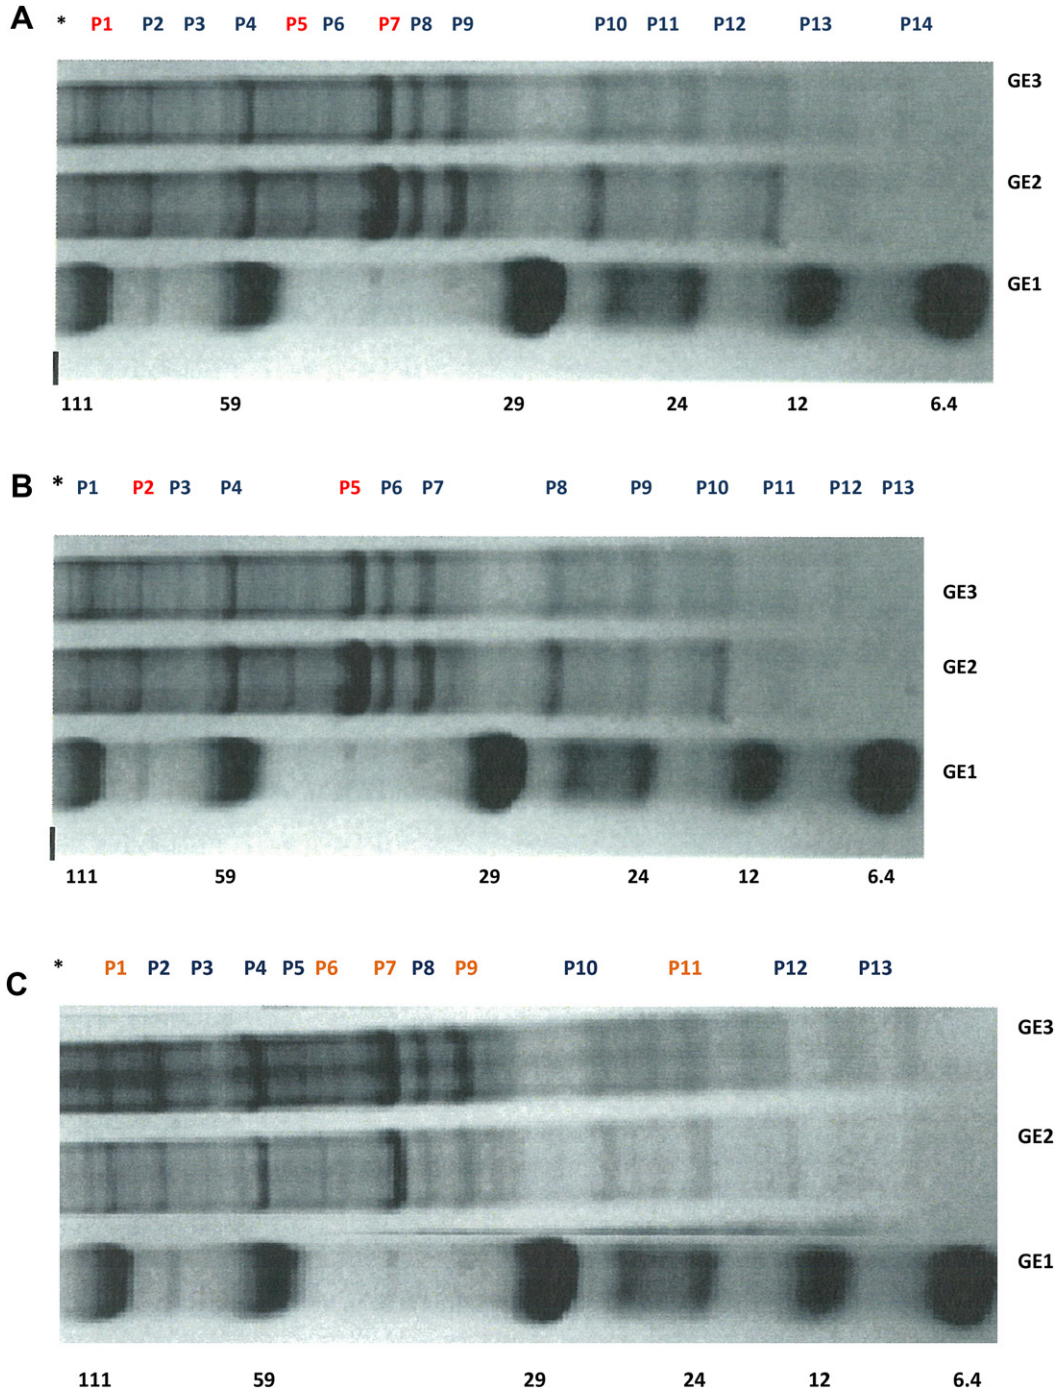 A * P1 P2 P3 P4 P5 P6 P7 P8 P9 P10 P11 P12 P13 P14
GE3
GE2
GE1
111 59 29 24 12 6.4
B * P1 P2 P3 P4 P5 P6 P7 P8 P9 P10 P11 P12 P13
GE3
GE2
GE1
111 59 29 24 12 6.4
C * P1 P2 P3 P4 P5 P6 P7 P8 P9 P10 P11 P12 P13
GE3
GE2
GE1
111 59 29 24 12 6.4